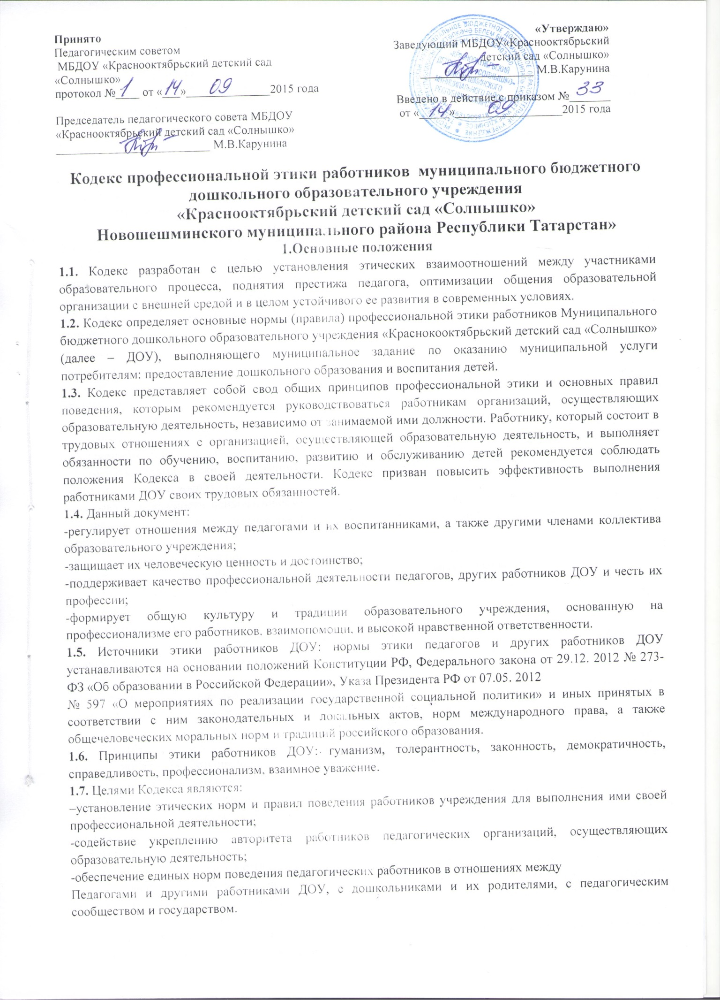 Принято
Педагогическим советом
МБДОУ «Краснооктябрьский детский сад
«Солнышко»
протокол № 1 от «14» 09 2015 года
Председатель педагогического совета МБДОУ
«Краснооктябрьский детский сад «Солнышко»
М.В.Карунина
«Утверждаю»
Заведующий МБДОУ«Краснооктябрьский
детский сад «Солнышко»
М.В.Карунина
Введено в действие с приказом № 33
от «14» 09 2015 года
Кодекс профессиональной этики работников муниципального бюджетного
дошкольного образовательного учреждения
«Краснооктябрьский детский сад «Солнышко»
Новошешминского муниципального района Республики Татарстан»
1.Основные положения
1.1. Кодекс разработан с целью установления этических взаимоотношений между участниками
образовательного процесса, поднятия престижа педагога, оптимизации общения образовательной
организации с внешней средой и в целом устойчивого ее развития в современных условиях.
1.2. Кодекс определяет основные нормы (правила) профессиональной этики работников Муниципального
бюджетного дошкольного образовательного учреждения «Краснокооктябрьский детский сад «Солнышко»
(далее – ДОУ), выполняющего муниципальное задание по оказанию муниципальной услуги
потребителям: предоставление дошкольного образования и воспитания детей.
1.3. Кодекс представляет собой свод общих принципов профессиональной этики и основных правил
поведения, которым рекомендуется руководствоваться работникам организаций, осуществляющих
образовательную деятельность, независимо от занимаемой ими должности. Работнику, который состоит в
трудовых отношениях с организацией, осуществляющей образовательную деятельность, и выполняет
обязанности по обучению, воспитанию, развитию и обслуживанию детей рекомендуется соблюдать
положения Кодекса в своей деятельности. Кодекс призван повысить эффективность выполнения
работниками ДОУ своих трудовых обязанностей.
1.4. Данный документ:
-регулирует отношения между педагогами и их воспитанниками, а также другими членами коллектива
образовательного учреждения;
-защищает их человеческую ценность и достоинство;
-поддерживает качество профессиональной деятельности педагогов, других работников ДОУ и честь их
профессии;
-формирует общую культуру и традиции образовательного учреждения, основанную на
профессионализме его работников, взаимопомощи, и высокой нравственной ответственности.
1.5. Источники этики работников ДОУ: нормы этики педагогов и других работников ДОУ
устанавливаются на основании положений Конституции РФ, Федерального закона от 29.12. 2012 № 273-
ФЗ «Об образовании в Российской Федерации», Указа Президента РФ от 07.05. 2012
№ 597 «О мероприятиях по реализации государственной социальной политики» и иных принятых в
соответствии с ним законодательных и локальных актов, норм международного права, а также
общечеловеческих моральных норм и традиций российского образования.
1.6. Принципы этики работников ДОУ: гуманизм, толерантность, законность, демократичность,
справедливость, профессионализм, взаимное уважение.
1.7. Целями Кодекса являются:
–установление этических норм и правил поведения работников учреждения для выполнения ими своей
профессиональной деятельности;
-содействие укреплению авторитета работников педагогических организаций, осуществляющих
образовательную деятельность;
-обеспечение единых норм поведения педагогических работников в отношениях между
Педагогами и другими работниками ДОУ, с дошкольниками и их родителями, с педагогическим
сообществом и государством.